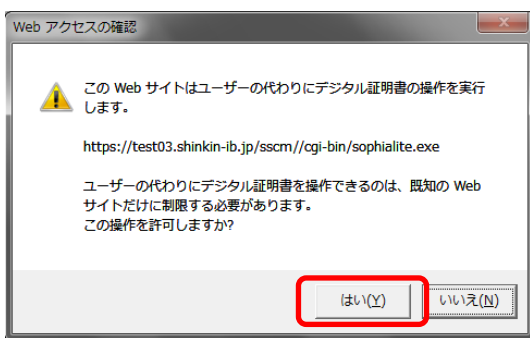 Web アクセスの確認
この Web サイトはユーザーの代わりにデジタル証明書の操作を実行
します。
https://test03.shinkin-ib.jp/sscm//cgi-bin/sophialite.exe
ユーザーの代わりにデジタル証明書を操作できるのは、既知の Web
サイトだけに制限する必要があります。
この操作を許可しますか?
はい(Y) いいえ(N)